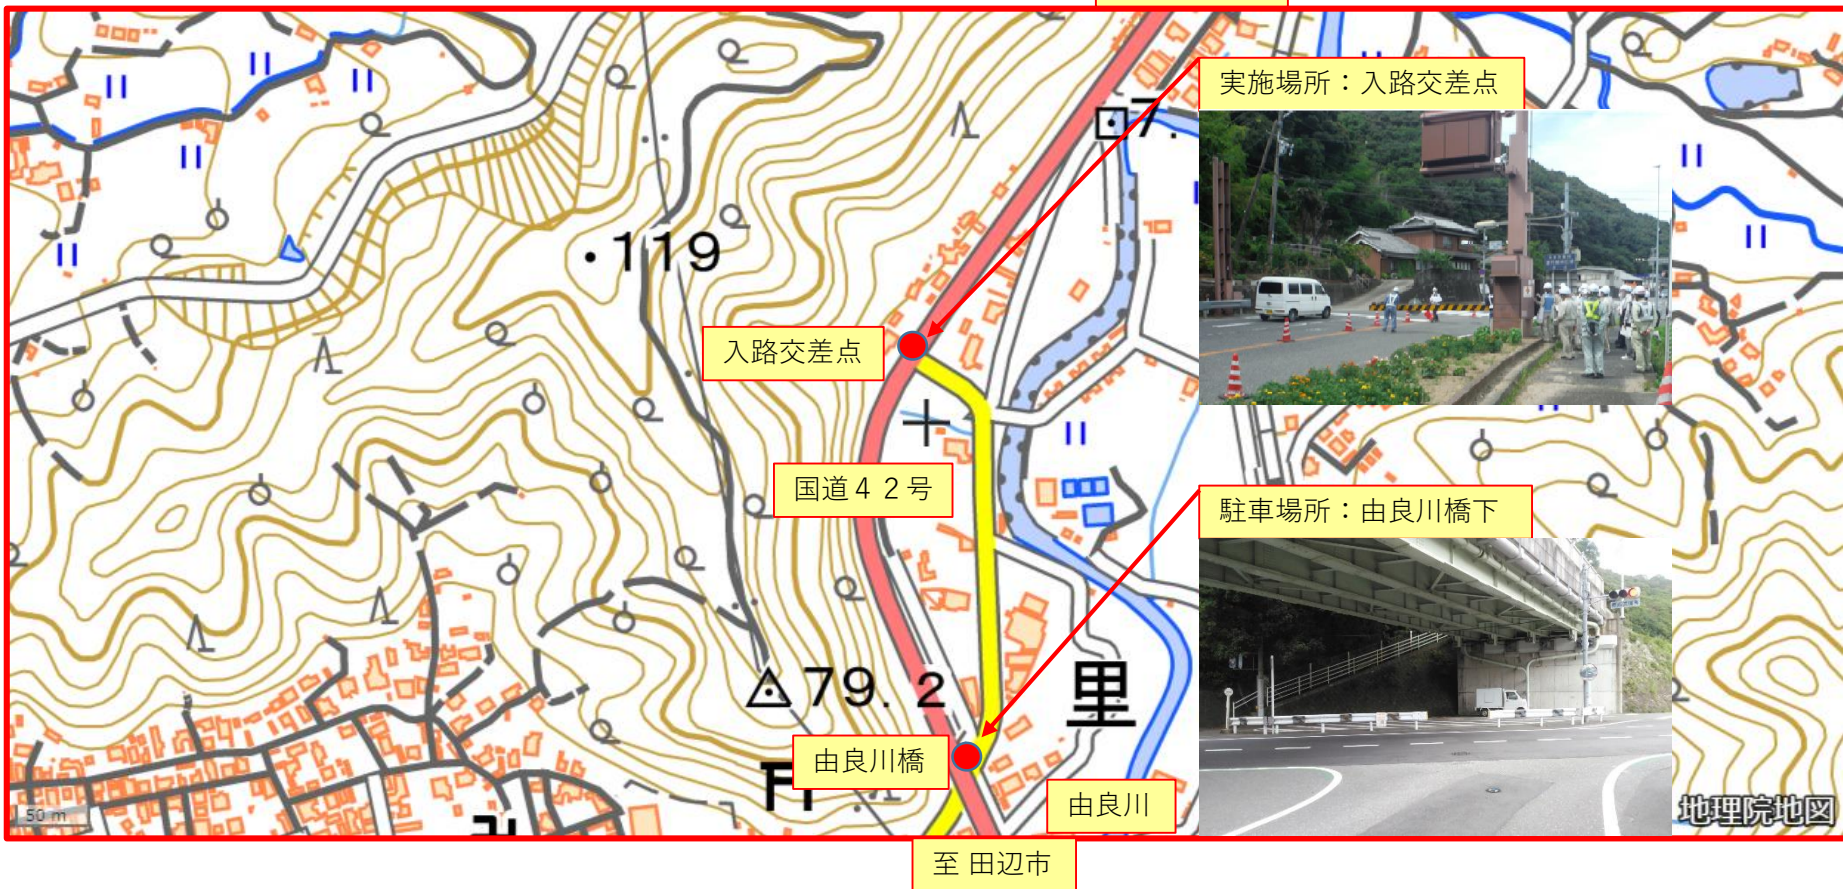 実施場所：入路交差点
7.
119
入路交差点
国道４２号
駐車場所：由良川橋下
79.2
里
由良川橋
由良川
50 m
地理院地図
至 田辺市